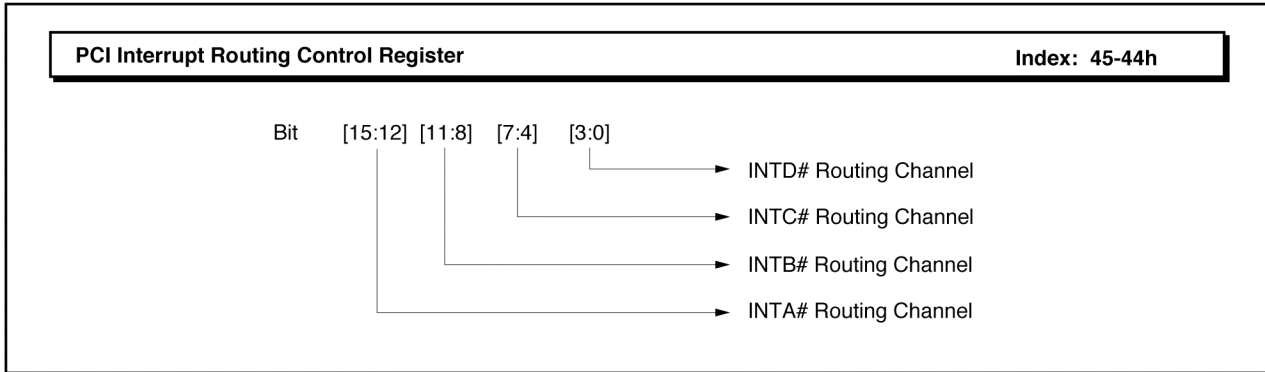 PCI Interrupt Routing Control Register Index: 45-44h
Bit [15:12] [11:8] [7:4] [3:0]
INTD# Routing Channel
INTC# Routing Channel
INTB# Routing Channel
INTA# Routing Channel